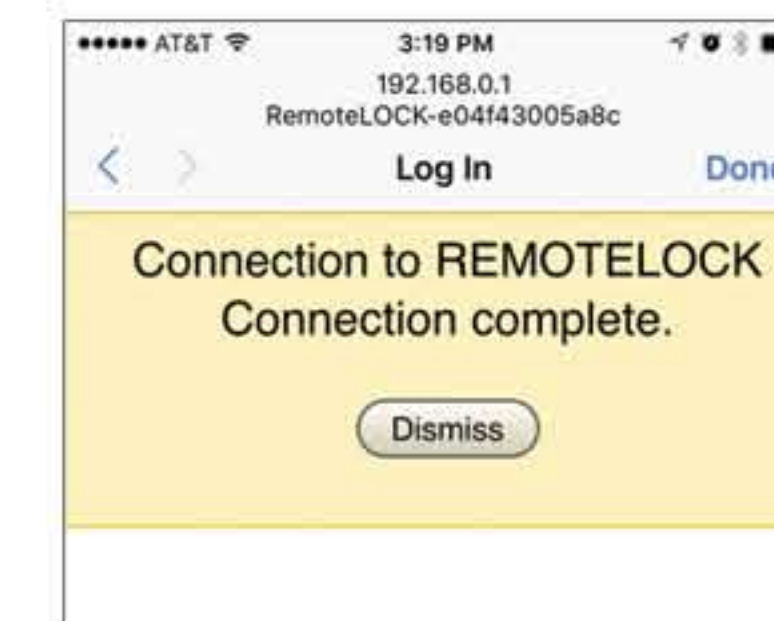 AT&T 3:19 PM
192.168.0.1
RemoteLOCK-e04f43005a8c
Log In
Connection to REMOTELOCK
Connection complete.
Dismiss